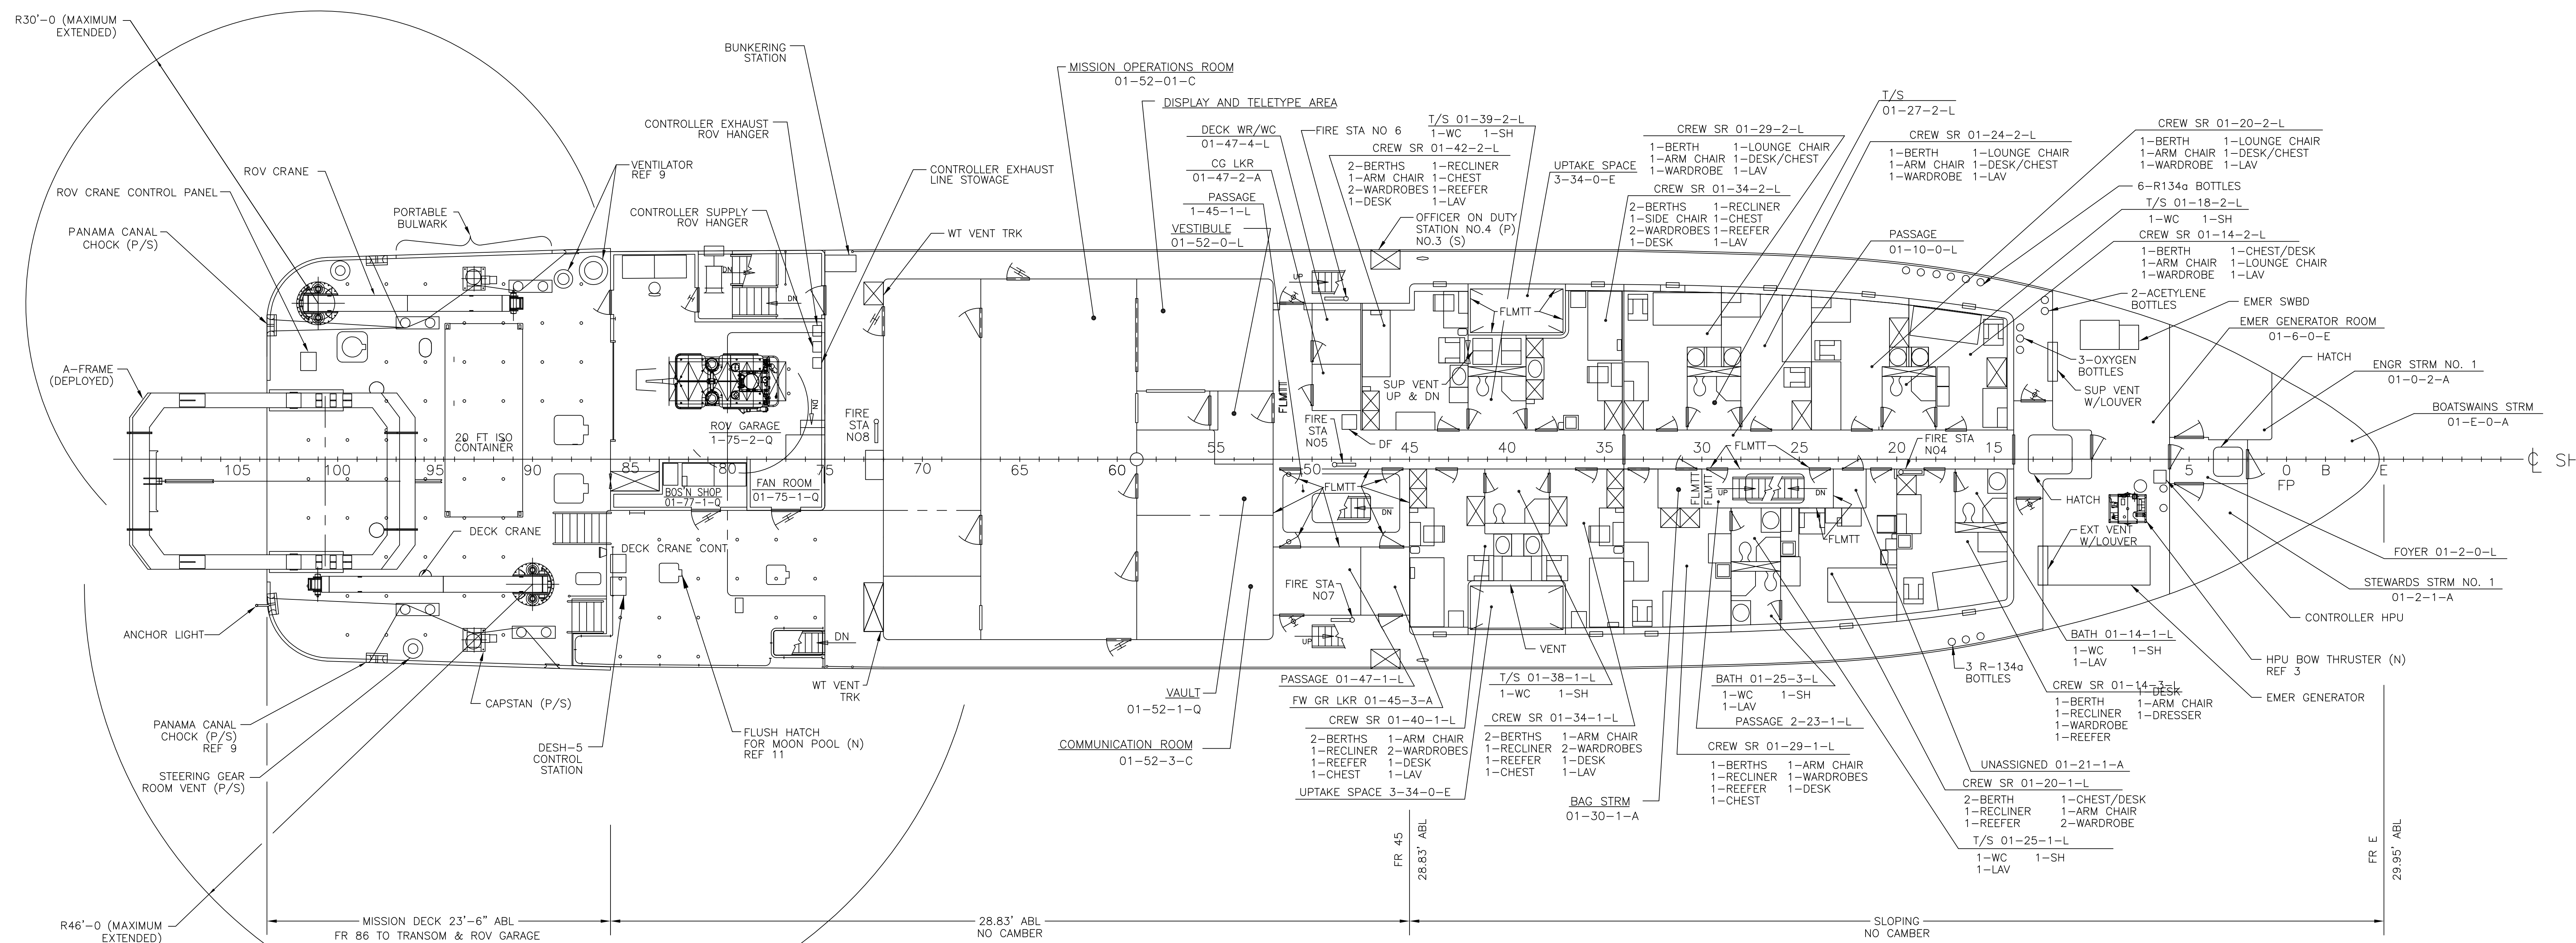 R30'-0 (MAXIMUM
EXTENDED)
BUNKERING
STATION
MISSION OPERATIONS ROOM
01-52-01-C
DISPLAY AND TELETYPE AREA
DECK WR/WC
01-47-4-L
CG LKR
01-47-2-A
PASSAGE
1-45-1-L
VESTIBULE
01-52-0-L
FIRE STA NO 6
T/S 01-39-2-L
1-WC 1-SH
CREW SR 01-42-2-L
2-BERTHS 1-RECLINER
1-ARM CHAIR 1-CHEST
2-WARDROBES 1-REEFER
1-DESK 1-LAV
OFFICER ON DUTY
STATION NO.4 (P)
NO.3 (S)
UPTAKE SPACE
3-34-0-E
CREW SR 01-29-2-L
1-BERTH 1-LOUNGE CHAIR
1-ARM CHAIR 1-DESK/CHEST
1-WARDROBE 1-LAV
CREW SR 01-34-2-L
2-BERTHS 1-RECLINER
1-SIDE CHAIR 1-CHEST
2-WARDROBES 1-REEFER
1-DESK 1-LAV
T/S
01-27-2-L
CREW SR 01-24-2-L
1-BERTH 1-LOUNGE CHAIR
1-ARM CHAIR 1-DESK/CHEST
1-WARDROBE 1-LAV
PASSAGE
01-10-0-L
CREW SR 01-20-2-L
1-BERTH 1-LOUNGE CHAIR
1-ARM CHAIR 1-DESK/CHEST
1-WARDROBE 1-LAV
6-R134a BOTTLES
T/S 01-18-2-L
1-WC 1-SH
CREW SR 01-14-2-L
1-BERTH 1-CHEST/DESK
1-ARM CHAIR 1-LOUNGE CHAIR
1-WARDROBE 1-LAV
2-ACETYLENE
BOTTLES
EMER SWBD
EMER GENERATOR ROOM
01-6-0-E
HATCH
ENGR STRM NO. 1
01-0-2-A
BOATSWAINS STRM
01-E-0-A
3-OXYGEN
BOTTLES
SUP VENT
W/LOUVER
CONTROLLER EXHAUST
ROV HANGER
VENTILATOR
REF 9
CONTROLLER EXHAUST
LINE STOWAGE
ROV CRANE
ROV CRANE CONTROL PANEL
PORTABLE
BULWARK
CONTROLLER SUPPLY
ROV HANGER
WT VENT TRK
PANAMA CANAL
CHOCK (P/S)
A-FRAME
(DEPLOYED)
DN
DN
DN
UP
FLMTT
FLMTT
SUP VENT
UP & DN
20 FT ISO
CONTAINER
ROV GARAGE
1-75-2-Q
FIRE
STA
NO8
FIRE
STA
NO5
DF
FLMTT
FIRE STA
NO4
105 100 95 90 85 80 75 70 65 60 55 50 45 40 35 30 25 20 15 5 0 B E
FP
℄ SH
BOS'N SHOP
01-77-1-Q
FAN ROOM
01-75-1-Q
FLMTT
DN
FLMTT
FLMTT
UP
DN
FLMTT
HATCH
EXT VENT
W/LOUVER
DECK CRANE
DECK CRANE CONT
FIRE STA
NO7
UP
DN
VENT
FOYER 01-2-0-L
STEWARDS STRM NO. 1
01-2-1-A
CONTROLLER HPU
HPU BOW THRUSTER (N)
REF 3
EMER GENERATOR
ANCHOR LIGHT
PANAMA CANAL
CHOCK (P/S)
REF 9
STEERING GEAR
ROOM VENT (P/S)
CAPSTAN (P/S)
DESH-5
CONTROL
STATION
FLUSH HATCH
FOR MOON POOL (N)
REF 11
WT VENT
TRK
VAULT
01-52-1-Q
COMMUNICATION ROOM
01-52-3-C
PASSAGE 01-47-1-L
FW GR LKR 01-45-3-A
CREW SR 01-40-1-L
2-BERTHS 1-ARM CHAIR
1-RECLINER 2-WARDROBES
1-REEFER 1-DESK
1-CHEST 1-LAV
UPTAKE SPACE 3-34-0-E
T/S 01-38-1-L
1-WC 1-SH
CREW SR 01-34-1-L
2-BERTHS 1-ARM CHAIR
1-RECLINER 2-WARDROBES
1-REEFER 1-DESK
1-CHEST 1-LAV
BAG STRM
01-30-1-A
BATH 01-25-3-L
1-WC 1-SH
1-LAV
PASSAGE 2-23-1-L
CREW SR 01-29-1-L
1-BERTHS 1-ARM CHAIR
1-RECLINER 1-WARDROBES
1-REEFER 1-DESK
1-CHEST
3 R-134a
BOTTLES
BATH 01-14-1-L
1-WC 1-SH
1-LAV
CREW SR 01-14-3-L
1-BERTH 1-DESK
1-RECLINER 1-ARM CHAIR
1-WARDROBE 1-DRESSER
1-REEFER
UNASSIGNED 01-21-1-A
CREW SR 01-20-1-L
2-BERTH 1-CHEST/DESK
1-RECLINER 1-ARM CHAIR
1-REEFER 2-WARDROBE
T/S 01-25-1-L
1-WC 1-SH
1-LAV
FR 45
28.83' ABL
FR E
29.95' ABL
R46'-0 (MAXIMUM
EXTENDED)
MISSION DECK 23'-6" ABL
FR 86 TO TRANSOM & ROV GARAGE
28.83' ABL
NO CAMBER
SLOPING
NO CAMBER